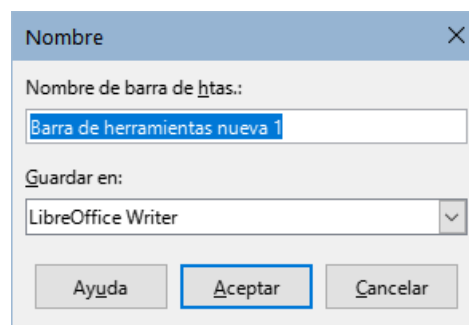 Nombre
Nombre de barra de htas.:
Barra de herramientas nueva 1
Guardar en:
LibreOffice Writer
Ayuda Aceptar Cancelar